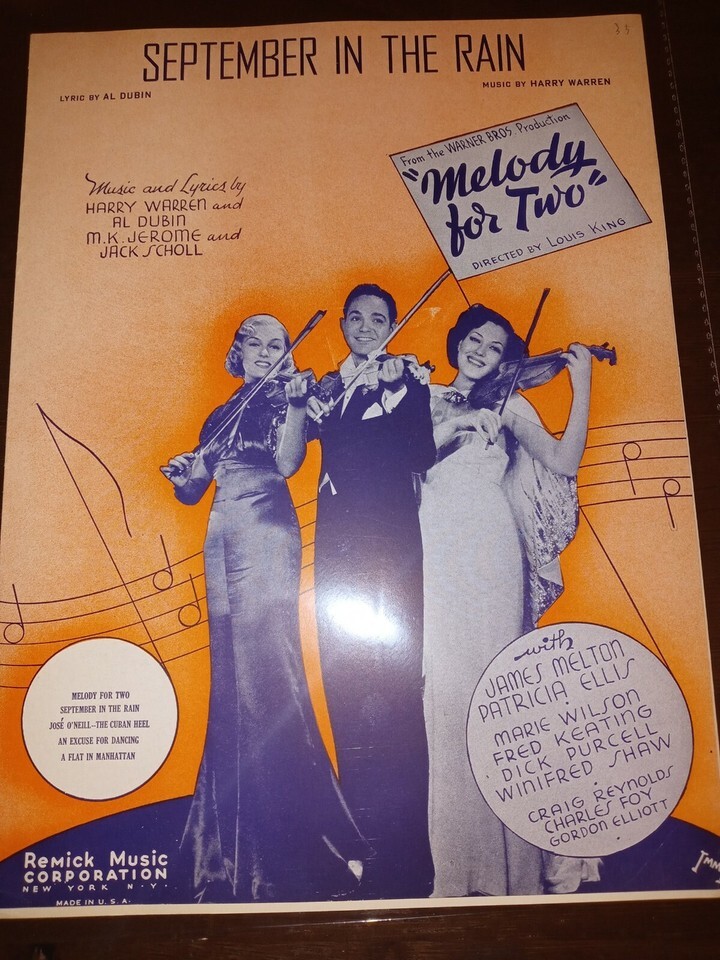 SEPTEMBER IN THE RAIN
LYRIC BY AL DUBIN
MUSIC BY HARRY WARREN
From the WARNER BROS. Production
"Melody
for Two"
DIRECTED BY LOUIS KING
Music and Lyrics by
HARRY WARREN and
AL DUBIN
M.K. JEROME and
JACK SCHOLL
MELODY FOR TWO
SEPTEMBER IN THE RAIN
JOSÉ O'NEILL--THE CUBAN HEEL
AN EXCUSE FOR DANCING
A FLAT IN MANHATTAN
with
JAMES MELTON
PATRICIA ELLIS
MARIE WILSON
FRED KEATING
DICK PURCELL
WINIFRED SHAW
CRAIG REYNOLDS
CHARLES FOY
GORDON ELLIOTT
Remick Music
CORPORATION
NEW YORK N.Y.
MADE IN U.S.A.